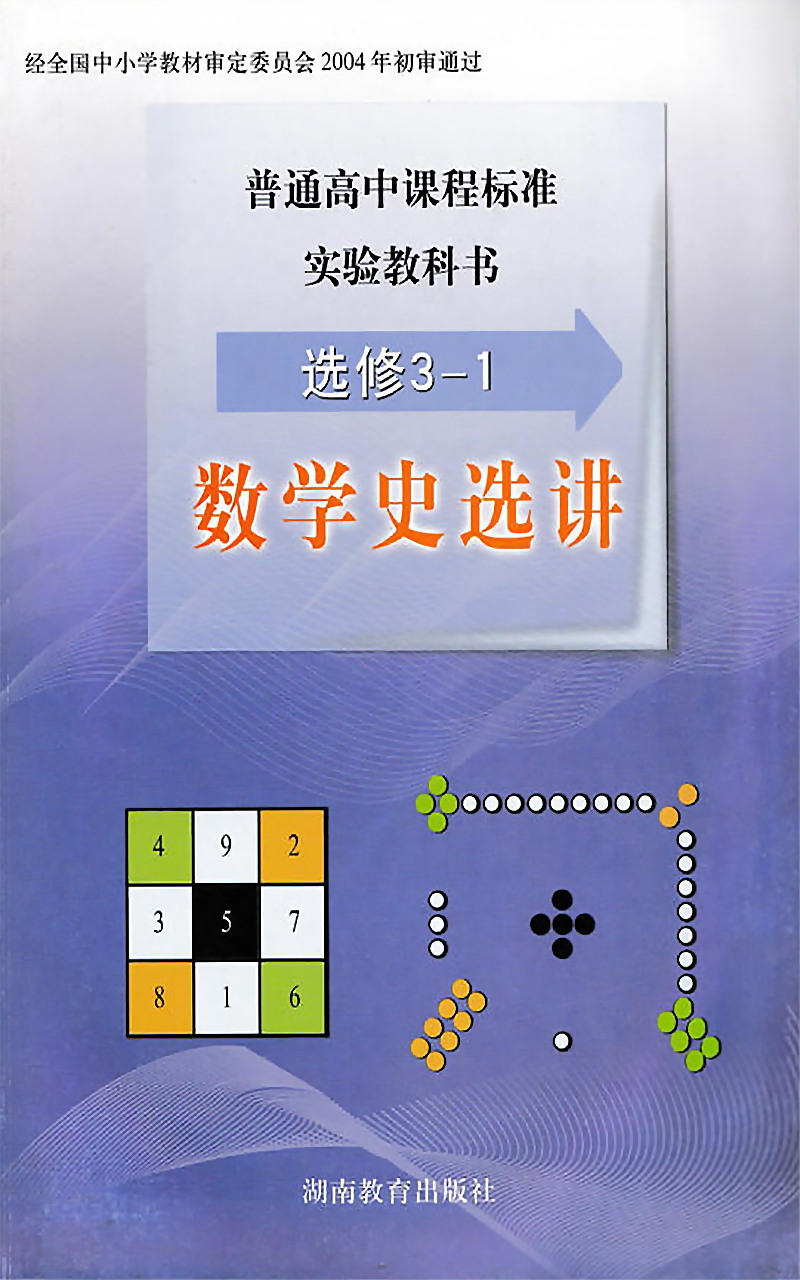 经全国中小学教材审定委员会2004年初审通过
普通高中课程标准
实验教科书
选修3-1
数学史选讲
4 9 2
3 5 7
8 1 6
湖南教育出版社